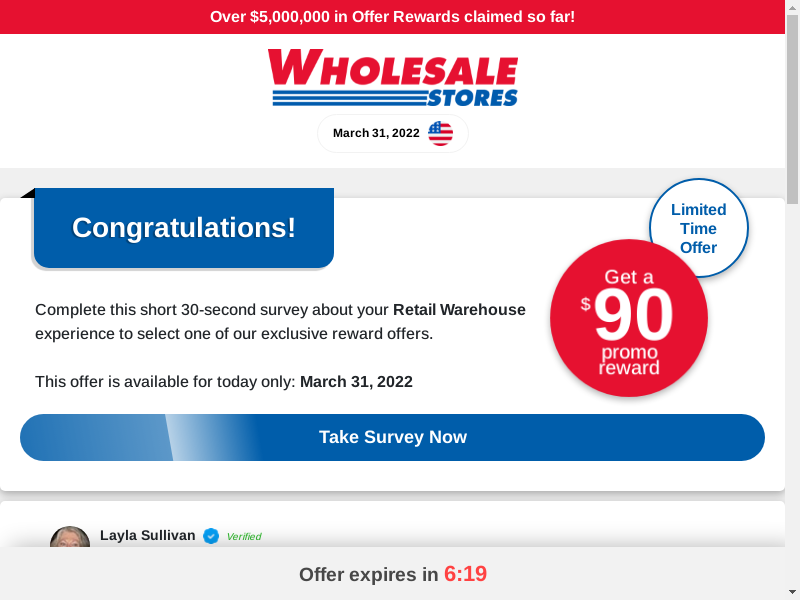 Over $5,000,000 in Offer Rewards claimed so far!
WHOLESALE
STORES
March 31, 2022
Limited
Time
Offer
Congratulations!
Get a
$90
promo
reward
Complete this short 30-second survey about your Retail Warehouse
experience to select one of our exclusive reward offers.
This offer is available for today only: March 31, 2022
Take Survey Now
Layla Sullivan Verified
Offer expires in 6:19